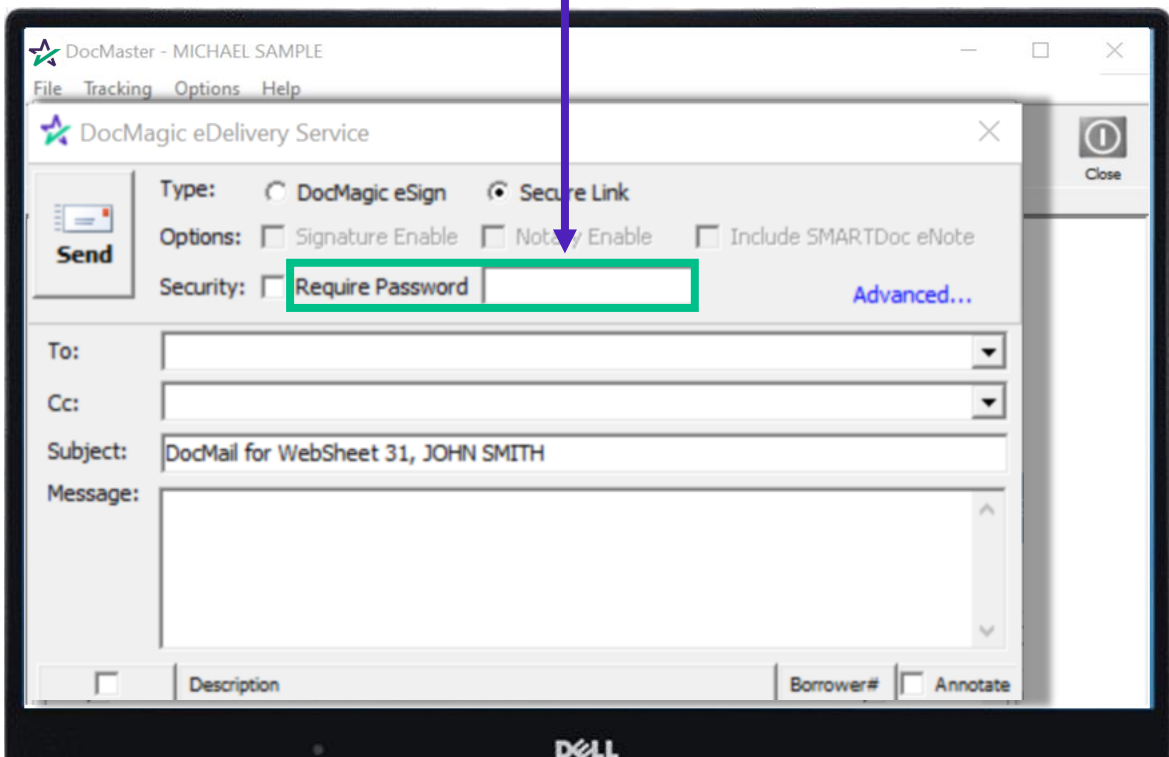 DocMaster - MICHAEL SAMPLE
File Tracking Options Help
DocMagic eDelivery Service
Close
Send
Type: DocMagic eSign Secure Link
Options: Signature Enable Notary Enable Include SMARTDoc eNote
Security: Require Password
Advanced...
To:
Cc:
Subject: DocMail for WebSheet 31, JOHN SMITH
Message:
Description Borrower# Annotate
DELL